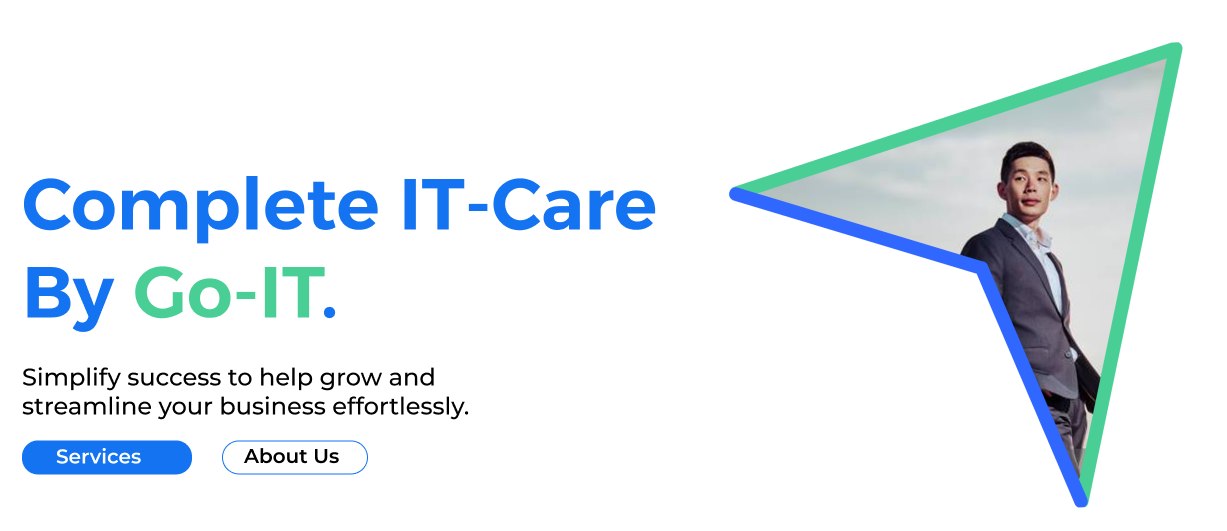 Complete IT-Care
By Go-IT.
Simplify success to help grow and
streamline your business effortlessly.
Services
About Us